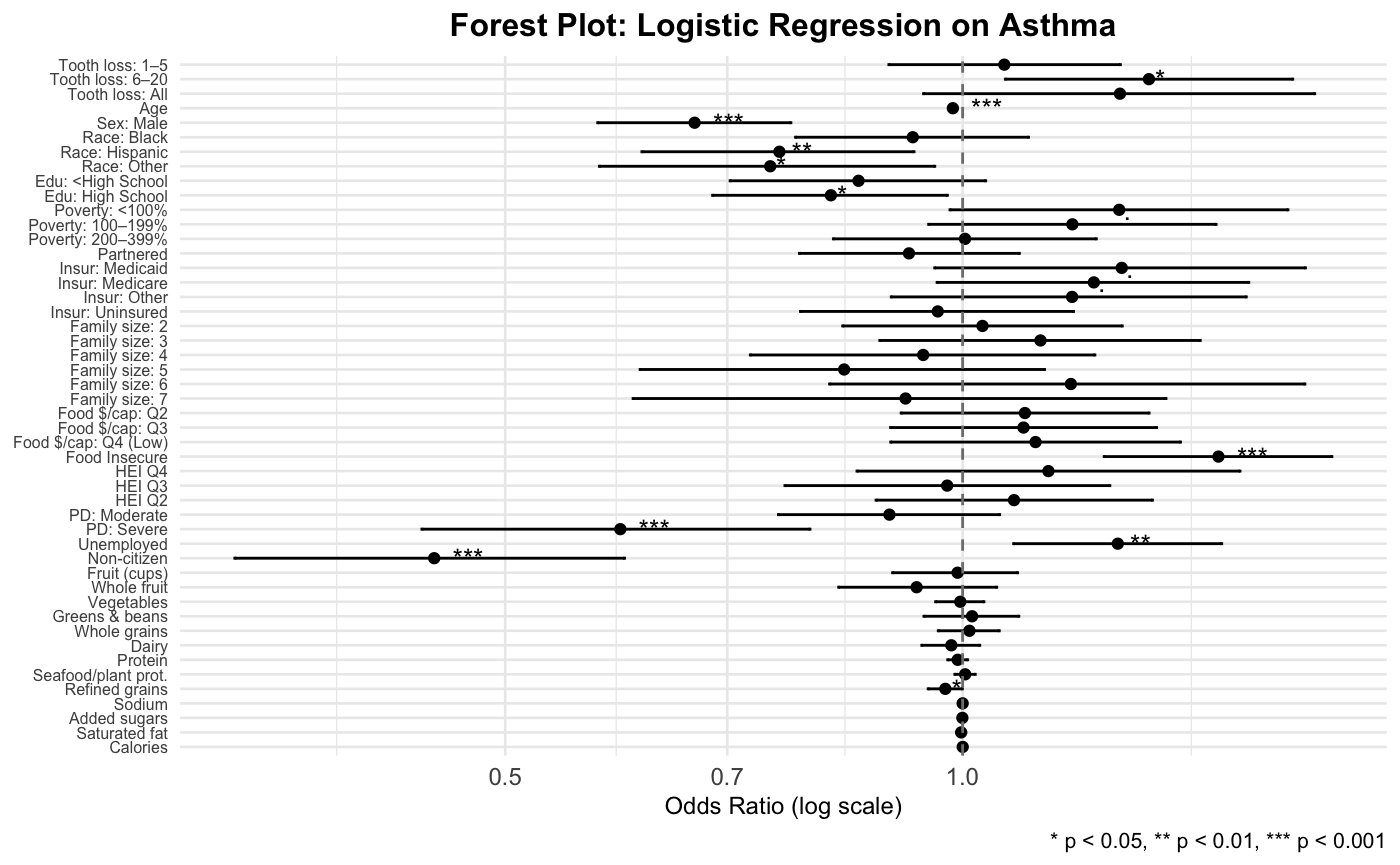 Forest Plot: Logistic Regression on Asthma
Tooth loss: 1–5
Tooth loss: 6–20
*
Tooth loss: All
Age
***
Sex: Male
***
Race: Black
Race: Hispanic
**
Race: Other
*
Edu: <High School
Edu: High School
*
Poverty: <100%
Poverty: 100–199%
.
Poverty: 200–399%
Partnered
Insur: Medicaid
Insur: Medicare
.
Insur: Other
.
Insur: Uninsured
Family size: 2
Family size: 3
Family size: 4
Family size: 5
Family size: 6
Family size: 7
Food $/cap: Q2
Food $/cap: Q3
Food $/cap: Q4 (Low)
Food Insecure
***
HEI Q4
HEI Q3
HEI Q2
PD: Moderate
PD: Severe
***
Unemployed
**
Non-citizen
***
Fruit (cups)
Whole fruit
Vegetables
Greens & beans
Whole grains
Dairy
Protein
Seafood/plant prot.
Refined grains
*
Sodium
Added sugars
Saturated fat
Calories
0.5 0.7 1.0
Odds Ratio (log scale)
* p < 0.05, ** p < 0.01, *** p < 0.001